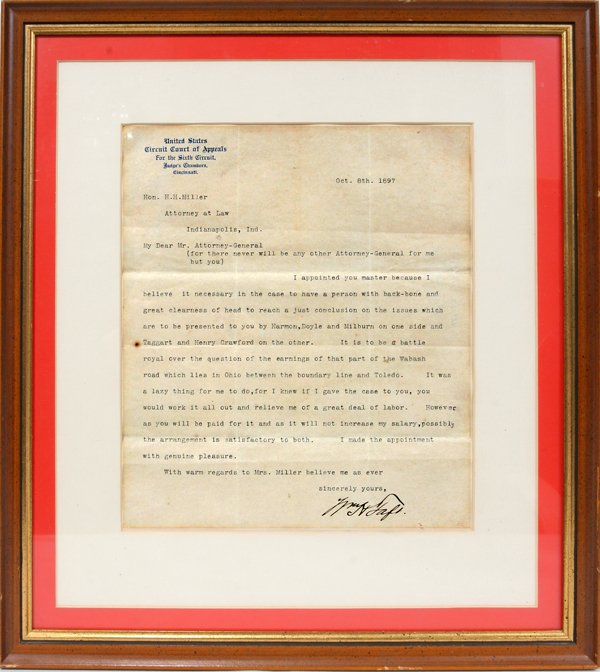 United States
Circuit Court of Appeals
For the Sixth Circuit,
Judge's Chambers,
Cincinnati.
Oct. 8th. 1897
Hon. H.H.Miller
Attorney at Law
Indianapolis, Ind.
My Dear Mr. Attorney-General
(for there never will be any other Attorney-General for me
but you)
I appointed you master because I
believe it necessary in the case to have a person with back-bone and
great clearness of head to reach a just conclusion on the issues which
are to be presented to you by Harmon,Doyle and Milburn on one side and
Taggart and Henry Crawford on the other. It is to be a battle
royal over the question of the earnings of that part of the Wabash
road which lies in Ohio between the boundary line and Toledo. It was
a lazy thing for me to do,for I knew if I gave the case to you, you
would work it all out and relieve me of a great deal of labor. However
as you will be paid for it and as it will not increase my salary,possibly
the arrangement is satisfactory to both. I made the appointment
with genuine pleasure.
With warm regards to Mrs. Miller believe me as ever
sincerely yours,
Wm H Taft.